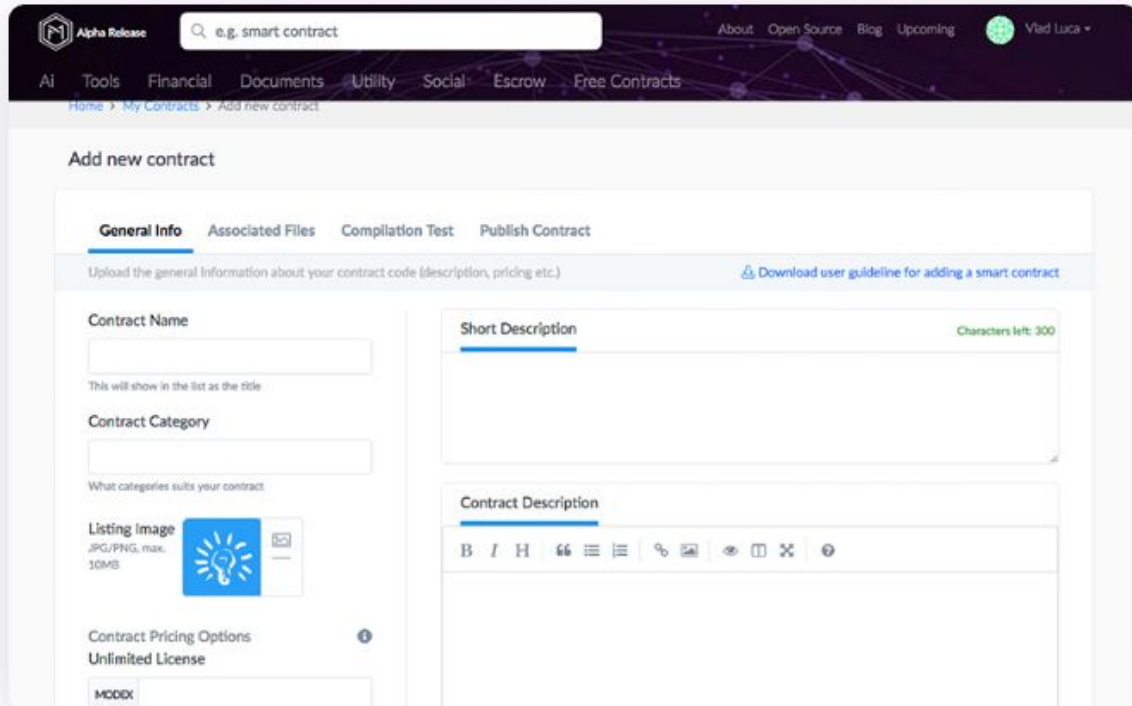 Alpha Release
e.g. smart contract
About Open Source Blog Upcoming Vlad Luca
Ai Tools Financial Documents Utility Social Escrow Free Contracts
Home > My Contracts > Add new contract
Add new contract
General Info Associated Files Compilation Test Publish Contract
Upload the general information about your contract code (description, pricing etc.)
Download user guideline for adding a smart contract
Contract Name
This will show in the list as the title
Contract Category
What categories suits your contract
Listing Image
JPG/PNG, max.
10MB
Contract Pricing Options
Unlimited License
MODEX
Short Description
Characters left: 300
Contract Description
B I H